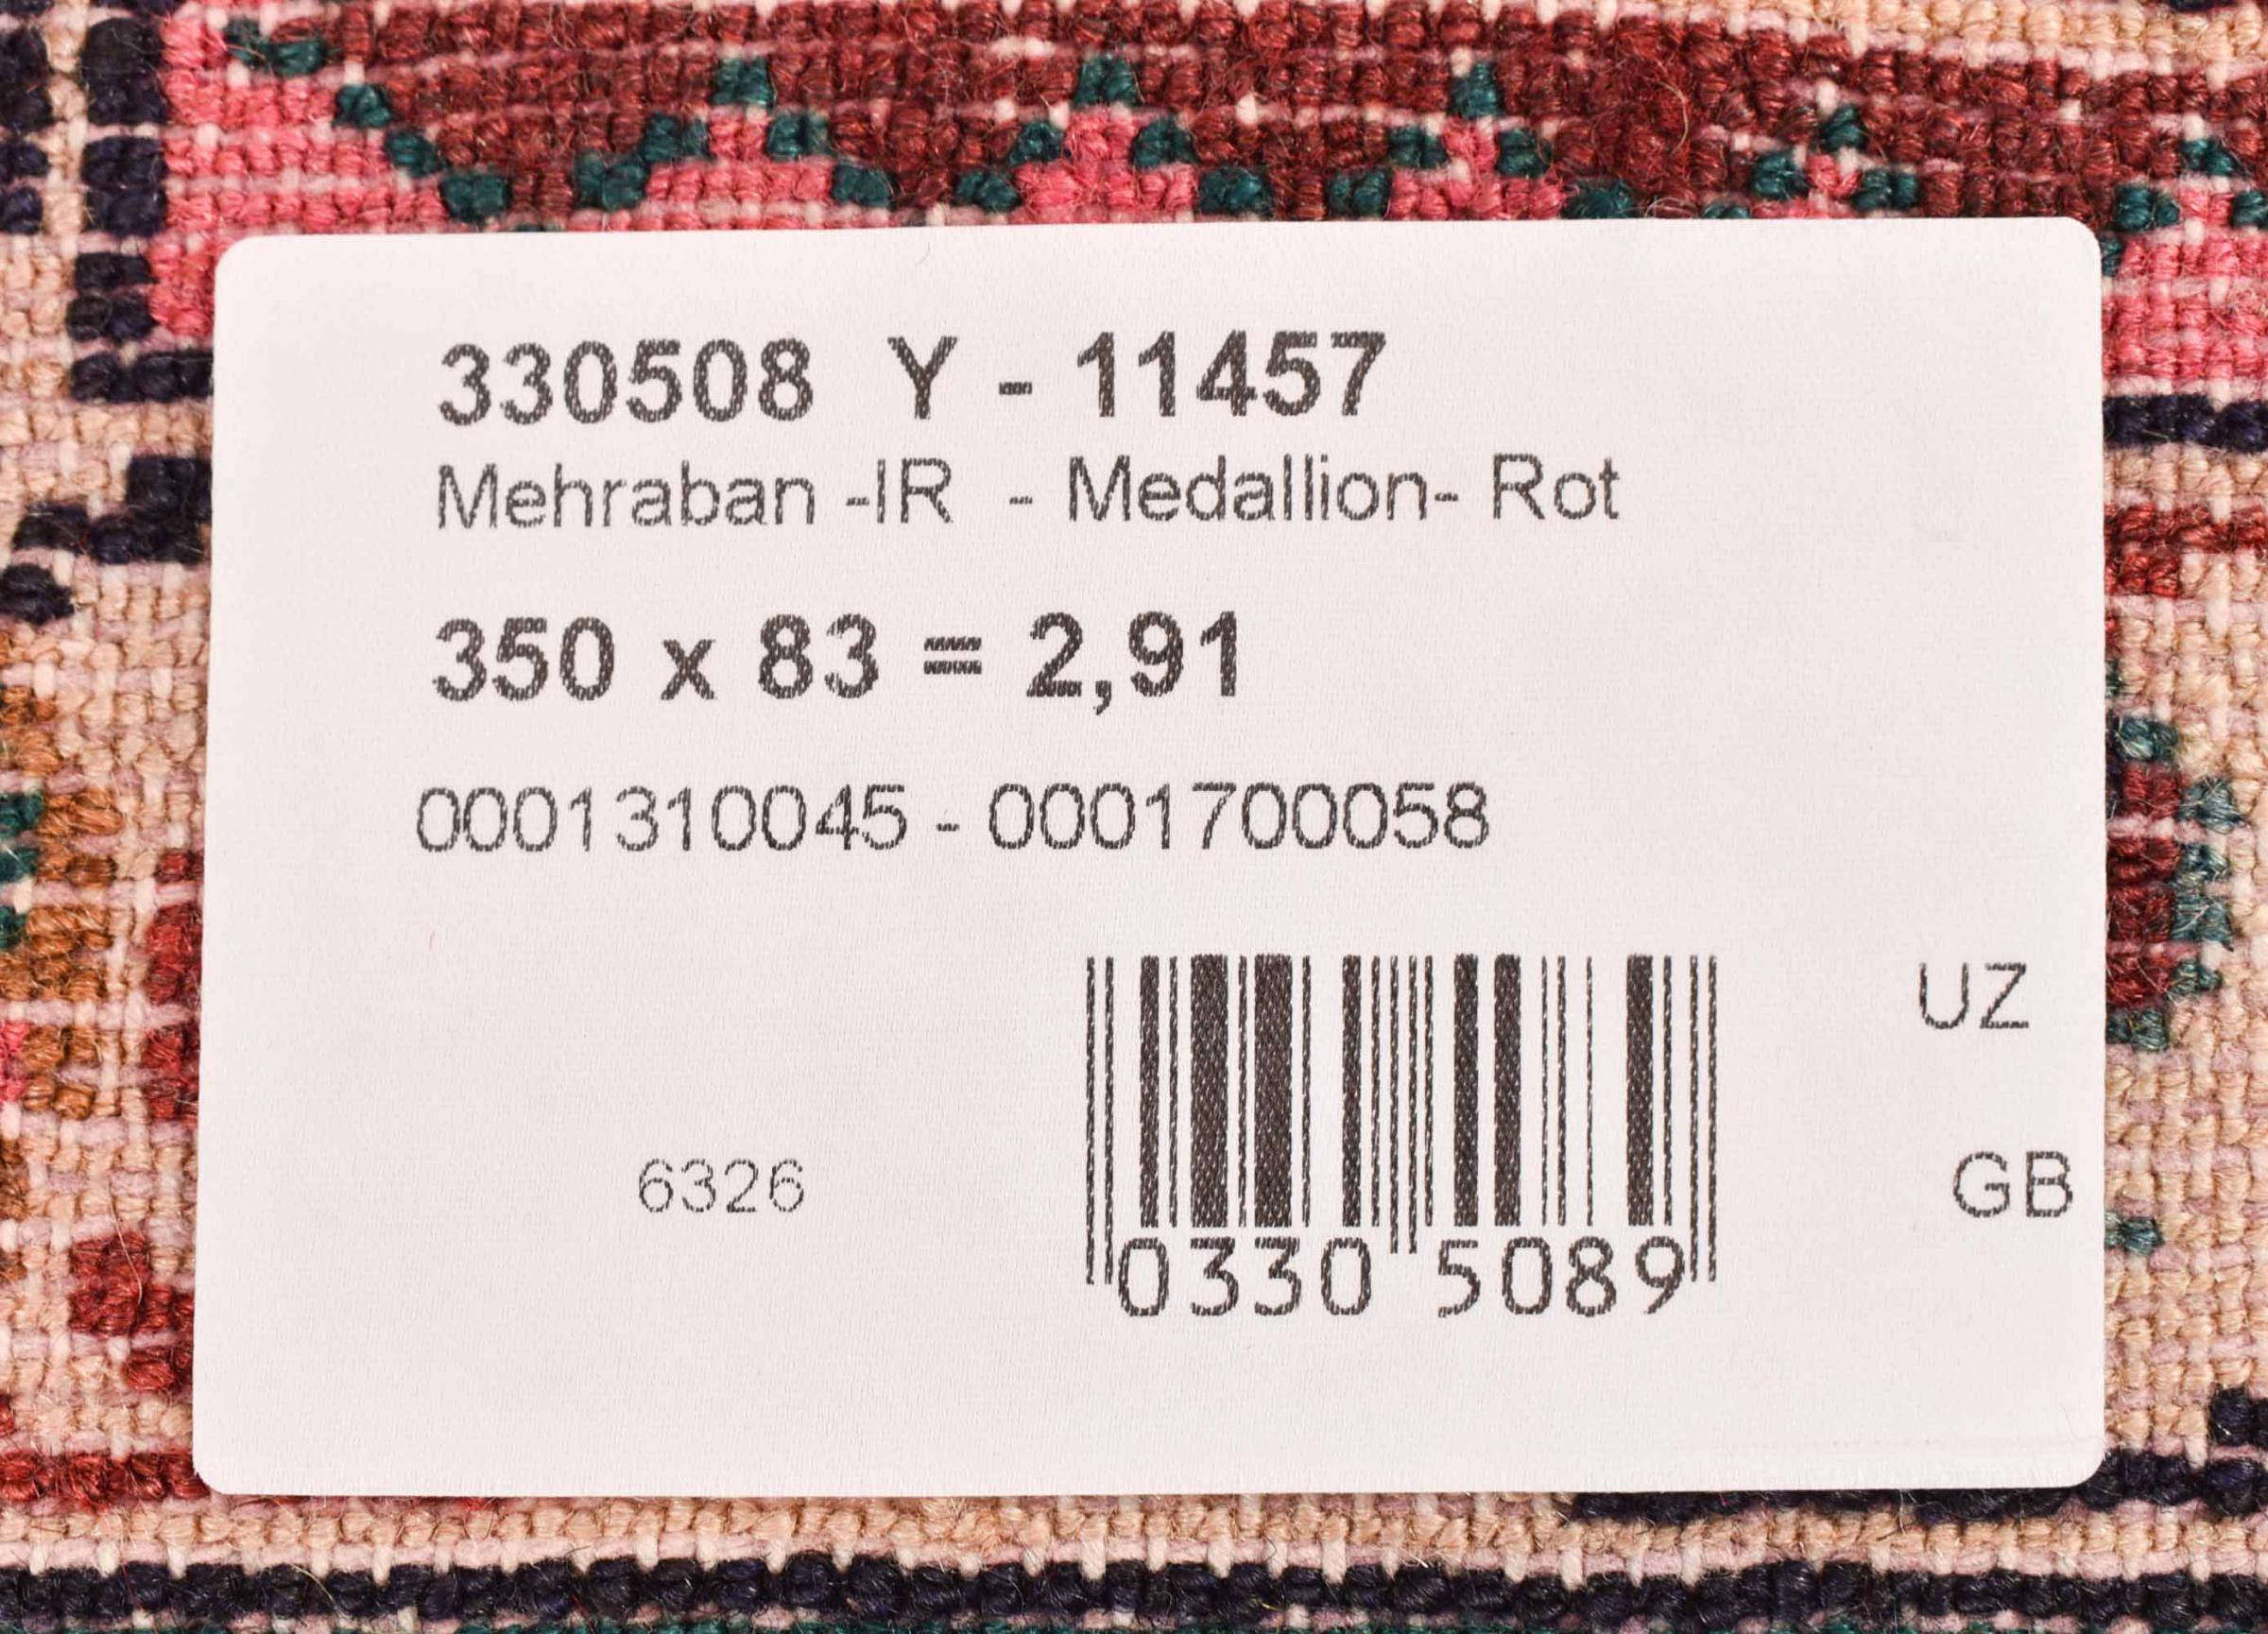 330508 Y - 11457
Mehraban -IR - Medallion- Rot
350 x 83 = 2,91
0001310045 - 0001700058
UZ
6326
GB
0330 5089